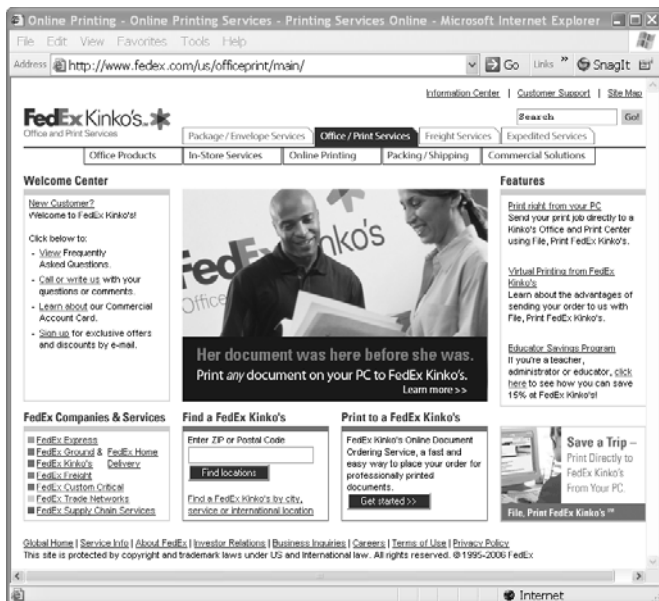 Online Printing - Online Printing Services - Printing Services Online - Microsoft Internet Explorer
File Edit View Favorites Tools Help
Address http://www.fedex.com/us/officeprint/main/ Go Links » SnagIt
Information Center | Customer Support | Site Map
FedEx Kinko's
Office and Print Services
Search Go!
Package / Envelope Services Office / Print Services Freight Services Expedited Services
Office Products In-Store Services Online Printing Packing / Shipping Commercial Solutions
Welcome Center
New Customer?
Welcome to FedEx Kinko's!
Click below to:
- View Frequently
Asked Questions.
- Call or write us with your
questions or comments.
- Learn about our Commercial
Account Card.
- Sign up for exclusive offers
and discounts by e-mail.
FedEx Kinko's
Office
Her document was here before she was.
Print any document on your PC to FedEx Kinko's.
Learn more >>
Features
Print right from your PC
Send your print job directly to a
Kinko's Office and Print Center
using File, Print FedEx Kinko's.
Virtual Printing from FedEx
Kinko's
Learn about the advantages of
sending your order to us with
File, Print FedEx Kinko's.
Educator Savings Program
If you're a teacher,
administrator or educator, click
here to see how you can save
15% at FedEx Kinko's!
FedEx Companies & Services
FedEx Express
FedEx Ground & FedEx Home
FedEx Kinko's Delivery
FedEx Freight
FedEx Custom Critical
FedEx Trade Networks
FedEx Supply Chain Services
Find a FedEx Kinko's
Enter ZIP or Postal Code
Find locations
Find a FedEx Kinko's by city,
service or international location
Print to a FedEx Kinko's
FedEx Kinko's Online Document
Ordering Service, a fast and
easy way to place your order for
professionally printed
documents.
Get started >>
Save a Trip –
Print Directly to
FedEx Kinko's
From Your PC.
File, Print FedEx Kinko's ℠
Global Home | Service Info | About FedEx | Investor Relations | Business Inquiries | Careers | Terms of Use | Privacy Policy
This site is protected by copyright and trademark laws under US and International law. All rights reserved. © 1995-2006 FedEx
Internet